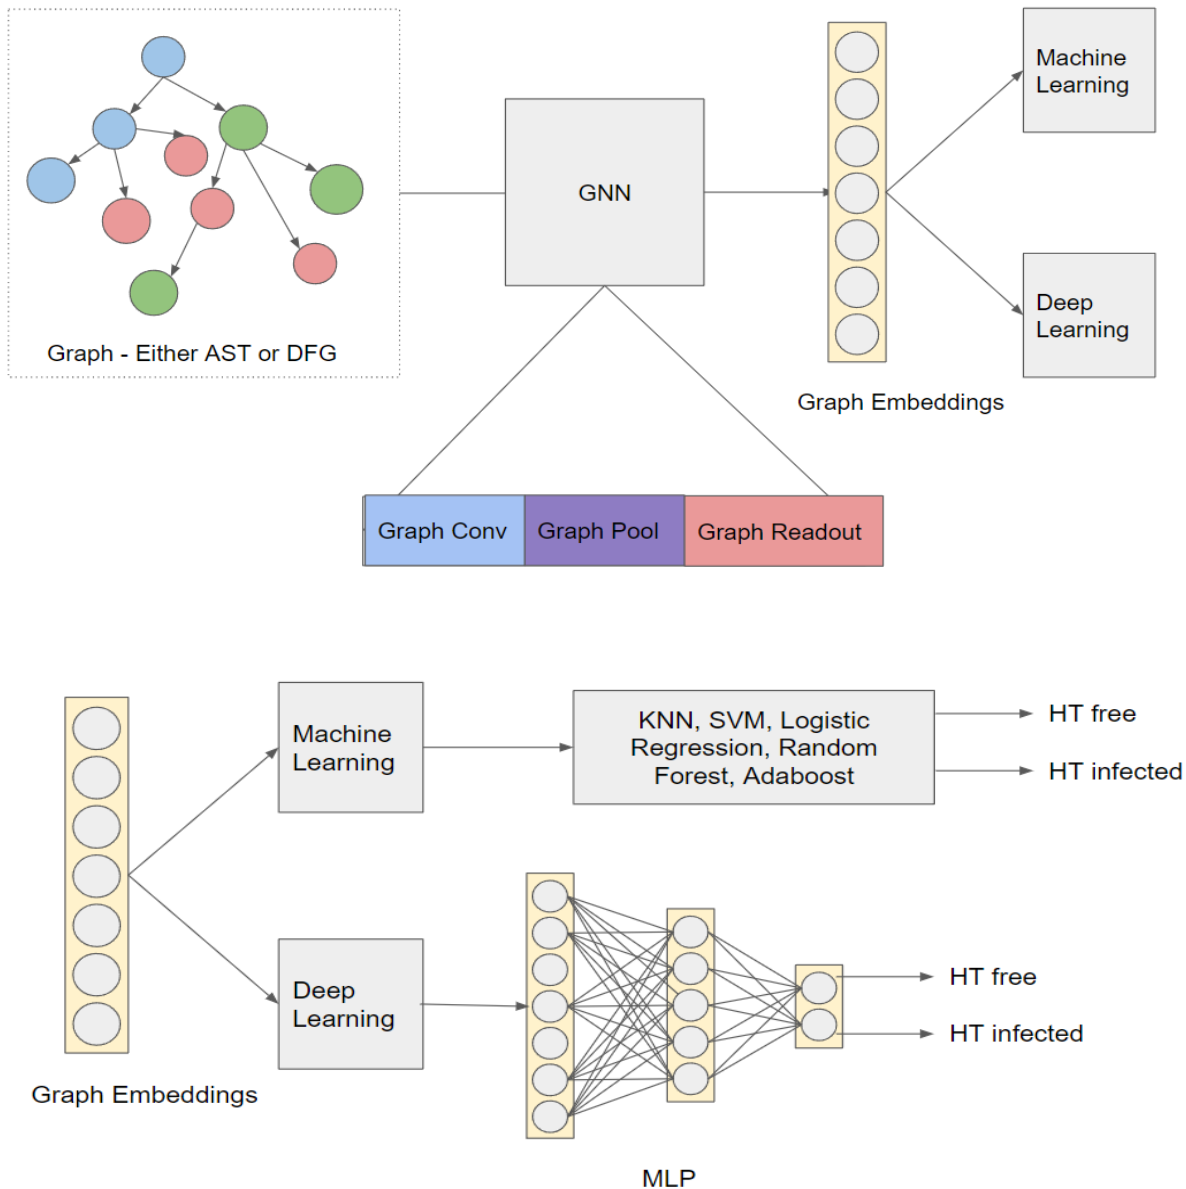 Machine
Learning
GNN
Deep
Learning
Graph - Either AST or DFG
Graph Embeddings
Graph Conv
Graph Pool
Graph Readout
Machine
Learning
KNN, SVM, Logistic
Regression, Random
Forest, Adaboost
HT free
HT infected
Deep
Learning
HT free
HT infected
Graph Embeddings
MLP